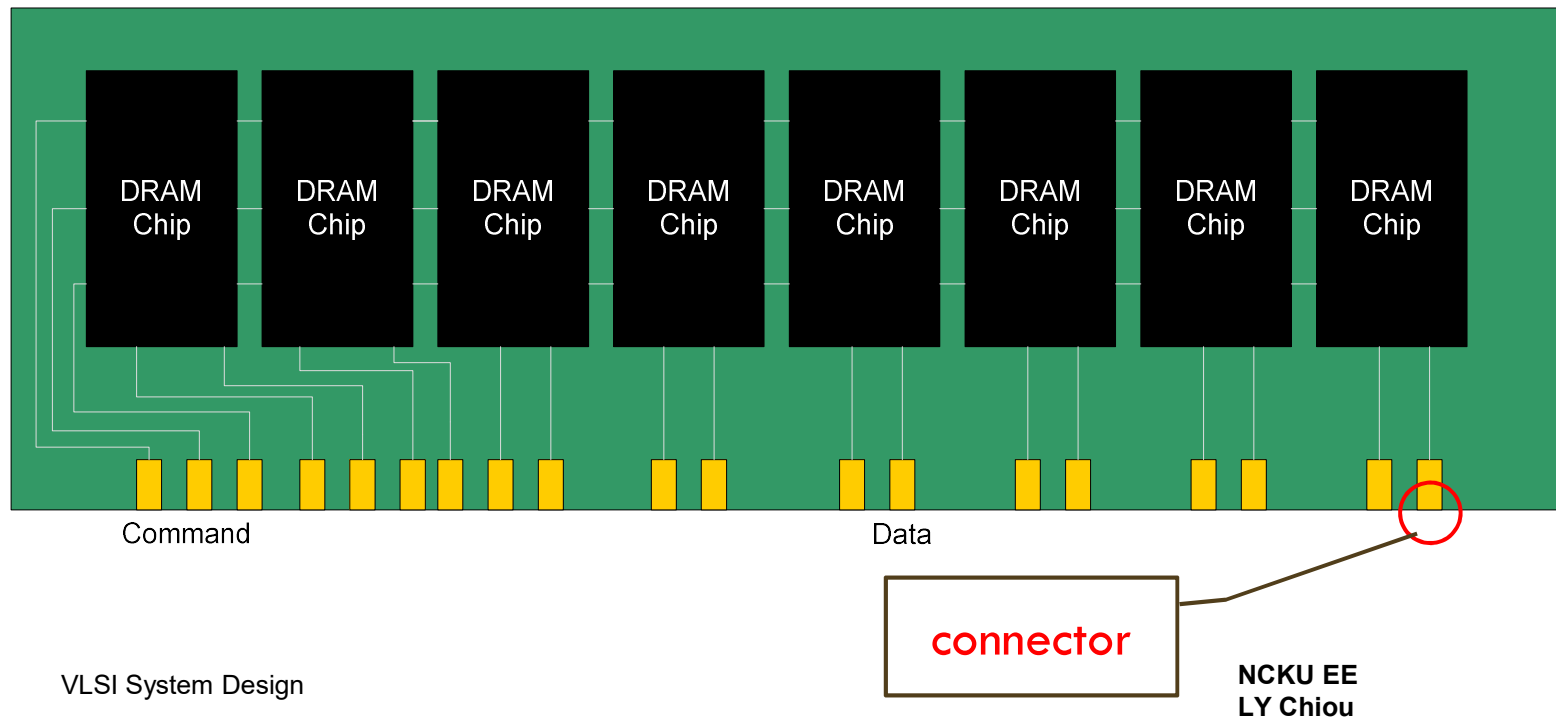 DRAM
Chip
DRAM
Chip
DRAM
Chip
DRAM
Chip
DRAM
Chip
DRAM
Chip
DRAM
Chip
DRAM
Chip
Command
Data
connector
VLSI System Design
NCKU EE
LY Chiou